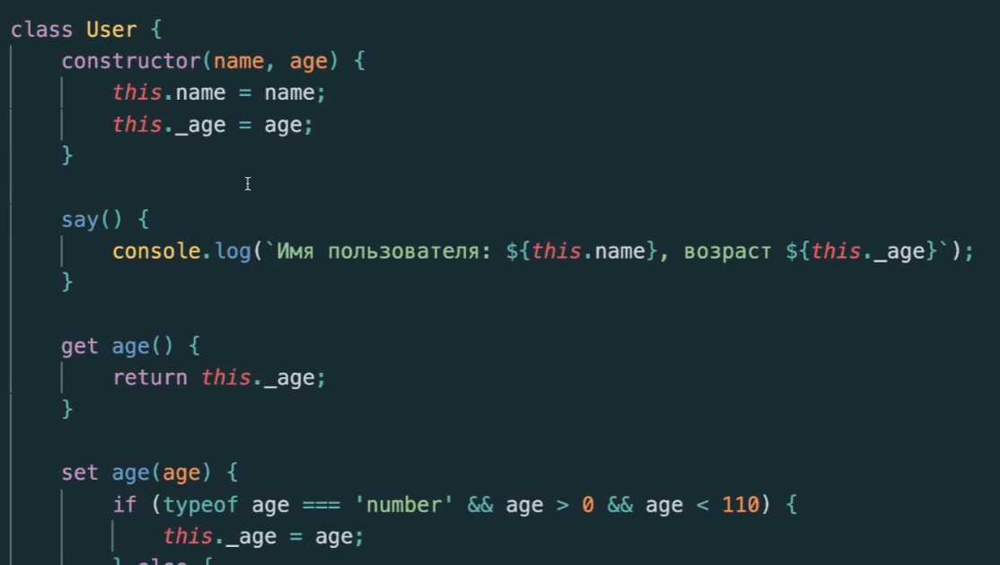 class User {
    constructor(name, age) {
        this.name = name;
        this._age = age;
    }
    say() {
        console.log(`Имя пользователя: ${this.name}, возраст ${this._age}`);
    }
    get age() {
        return this._age;
    }
    set age(age) {
        if (typeof age === 'number' && age > 0 && age < 110) {
            this._age = age;
        } else {